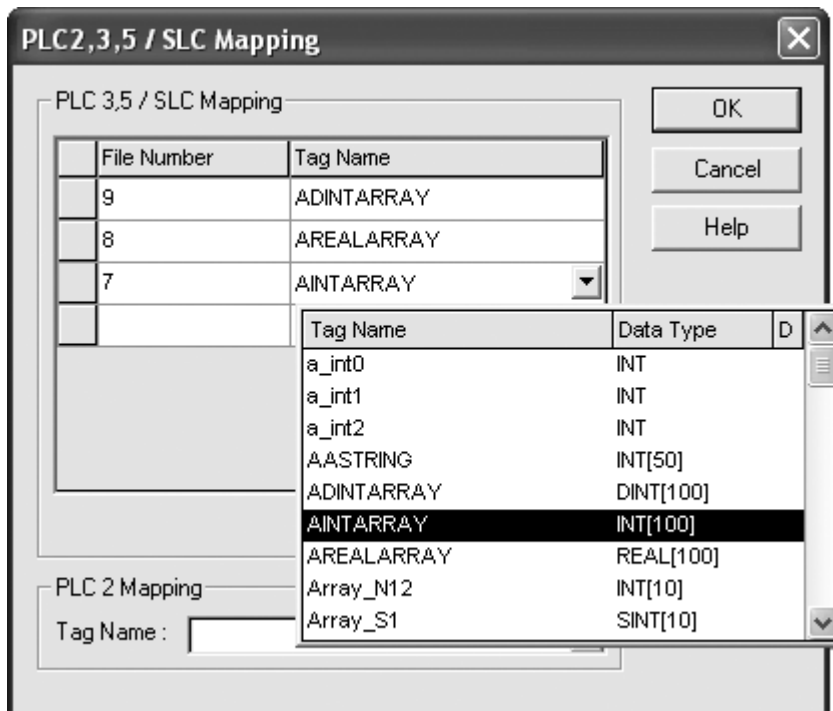 PLC2,3,5 / SLC Mapping
PLC 3,5 / SLC Mapping
OK
File Number Tag Name
Cancel
9 ADINTARRAY
8 AREALARRAY
Help
7 AINTARRAY
Tag Name Data Type D
a_int0 INT
a_int1 INT
a_int2 INT
AASTRING INT[50]
ADINTARRAY DINT[100]
AINTARRAY INT[100]
AREALARRAY REAL[100]
Array_N12 INT[10]
Array_S1 SINT[10]
PLC 2 Mapping
Tag Name :